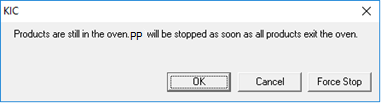 KIC
Products are still in the oven.pp will be stopped as soon as all products exit the oven.
OK
Cancel
Force Stop